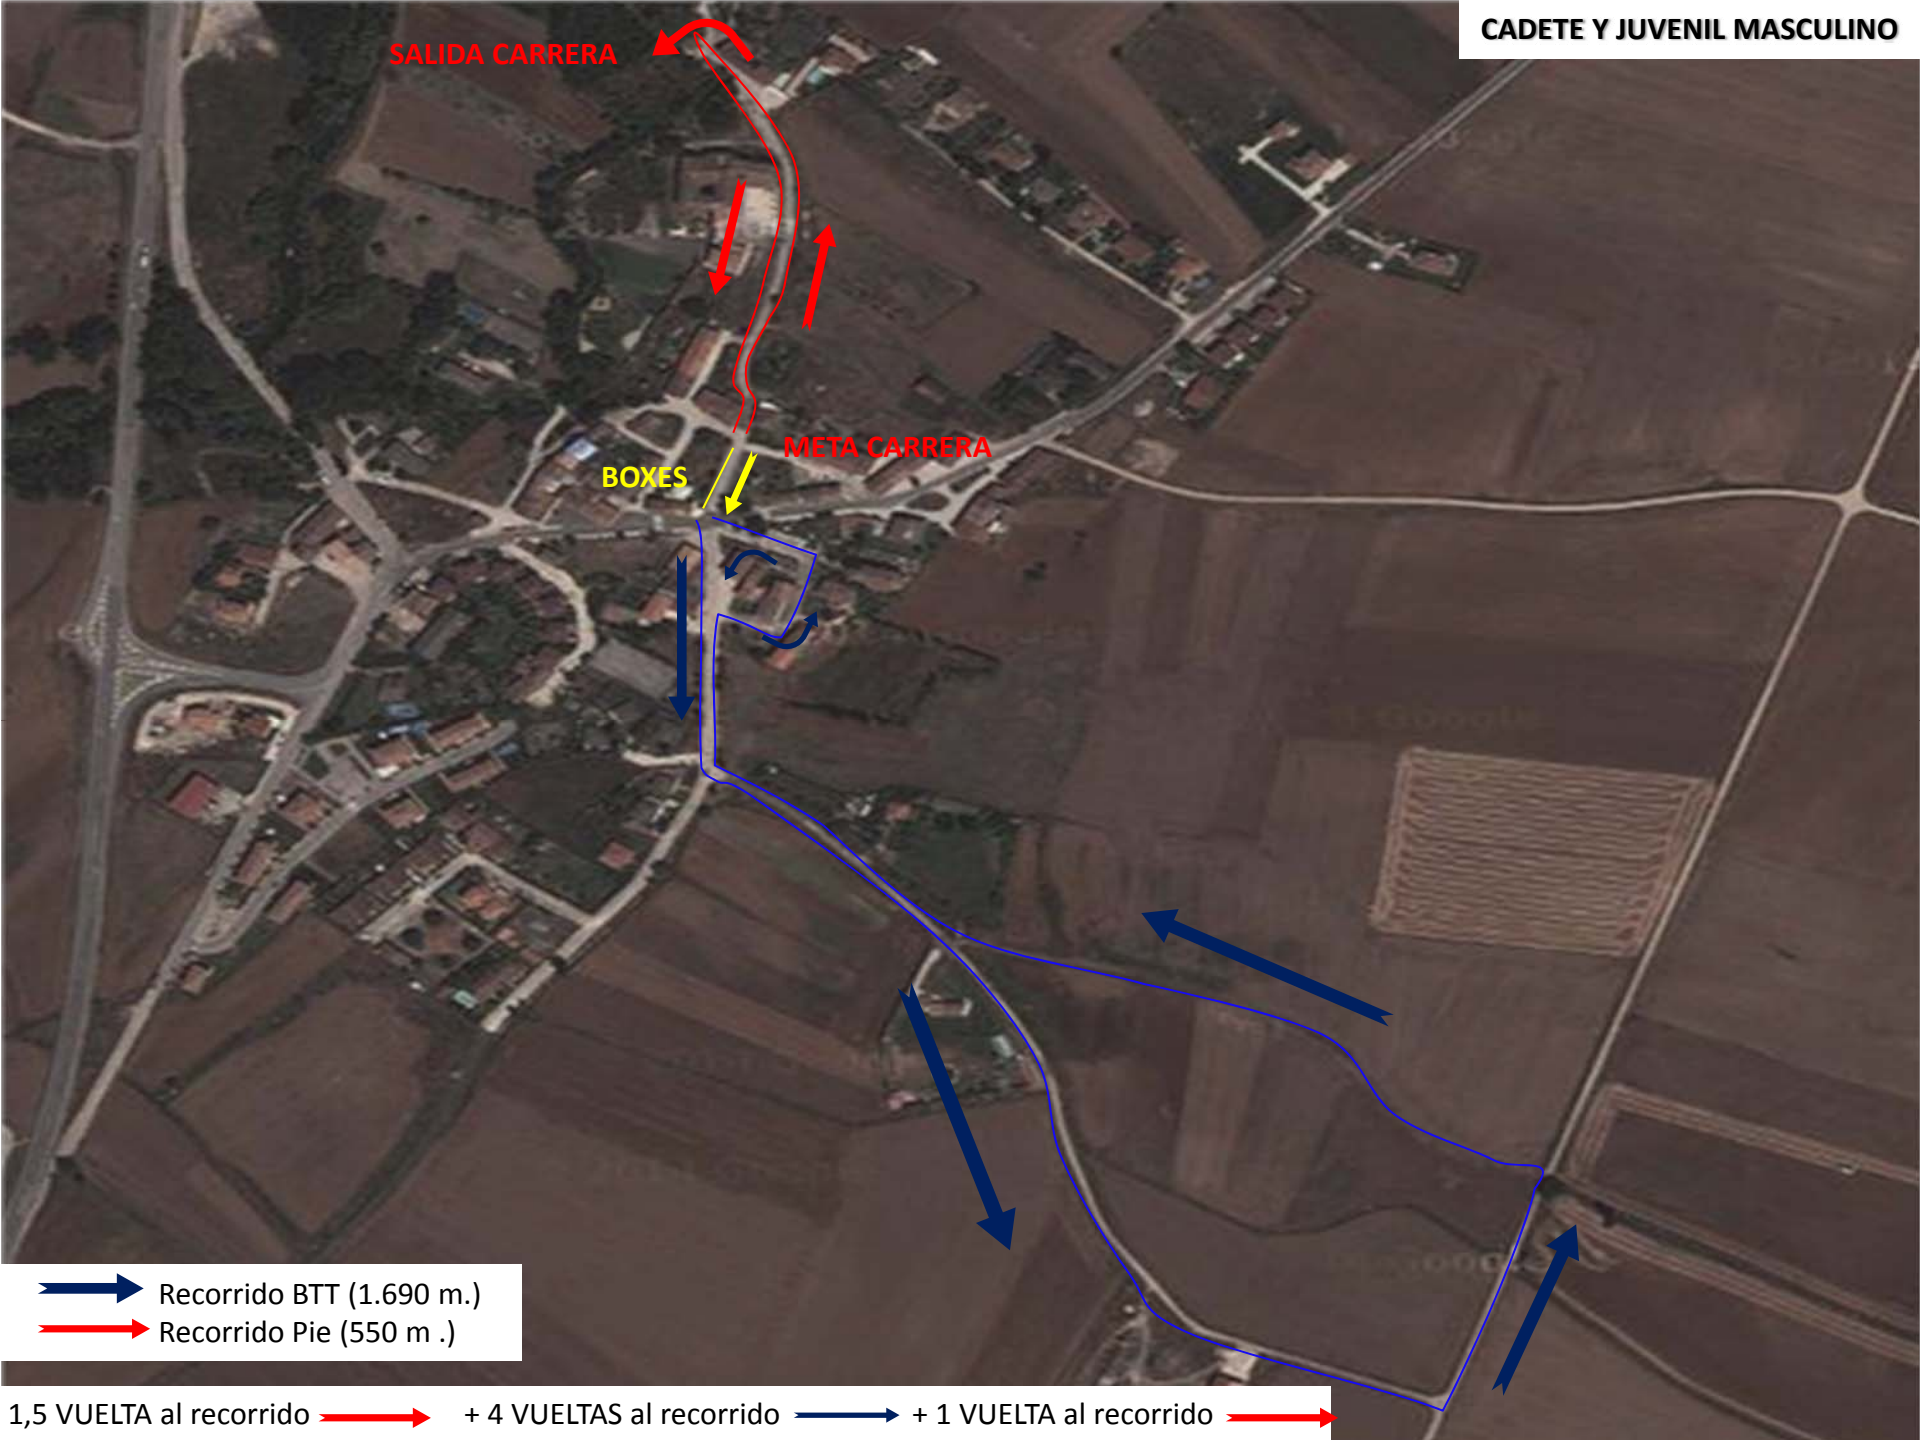 CADETE Y JUVENIL MASCULINO
SALIDA CARRERA
META CARRERA
BOXES
Recorrido BTT (1.690 m.)
Recorrido Pie (550 m .)
1,5 VUELTA al recorrido + 4 VUELTAS al recorrido + 1 VUELTA al recorrido